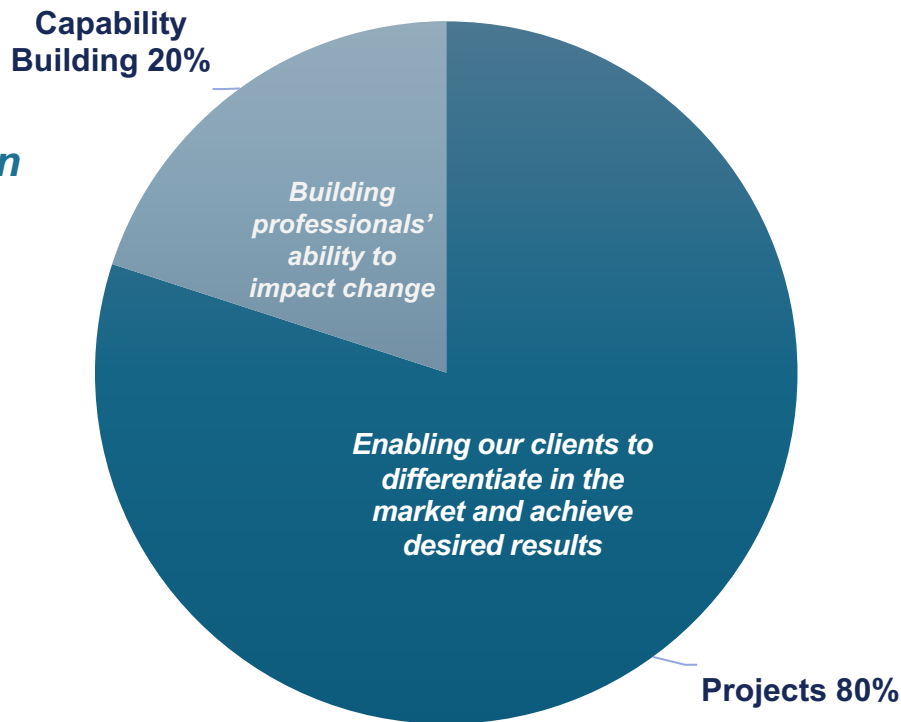 Capability
Building 20%
n
Building
professionals’
ability to
impact change
Enabling our clients to
differentiate in the
market and achieve
desired results
Projects 80%